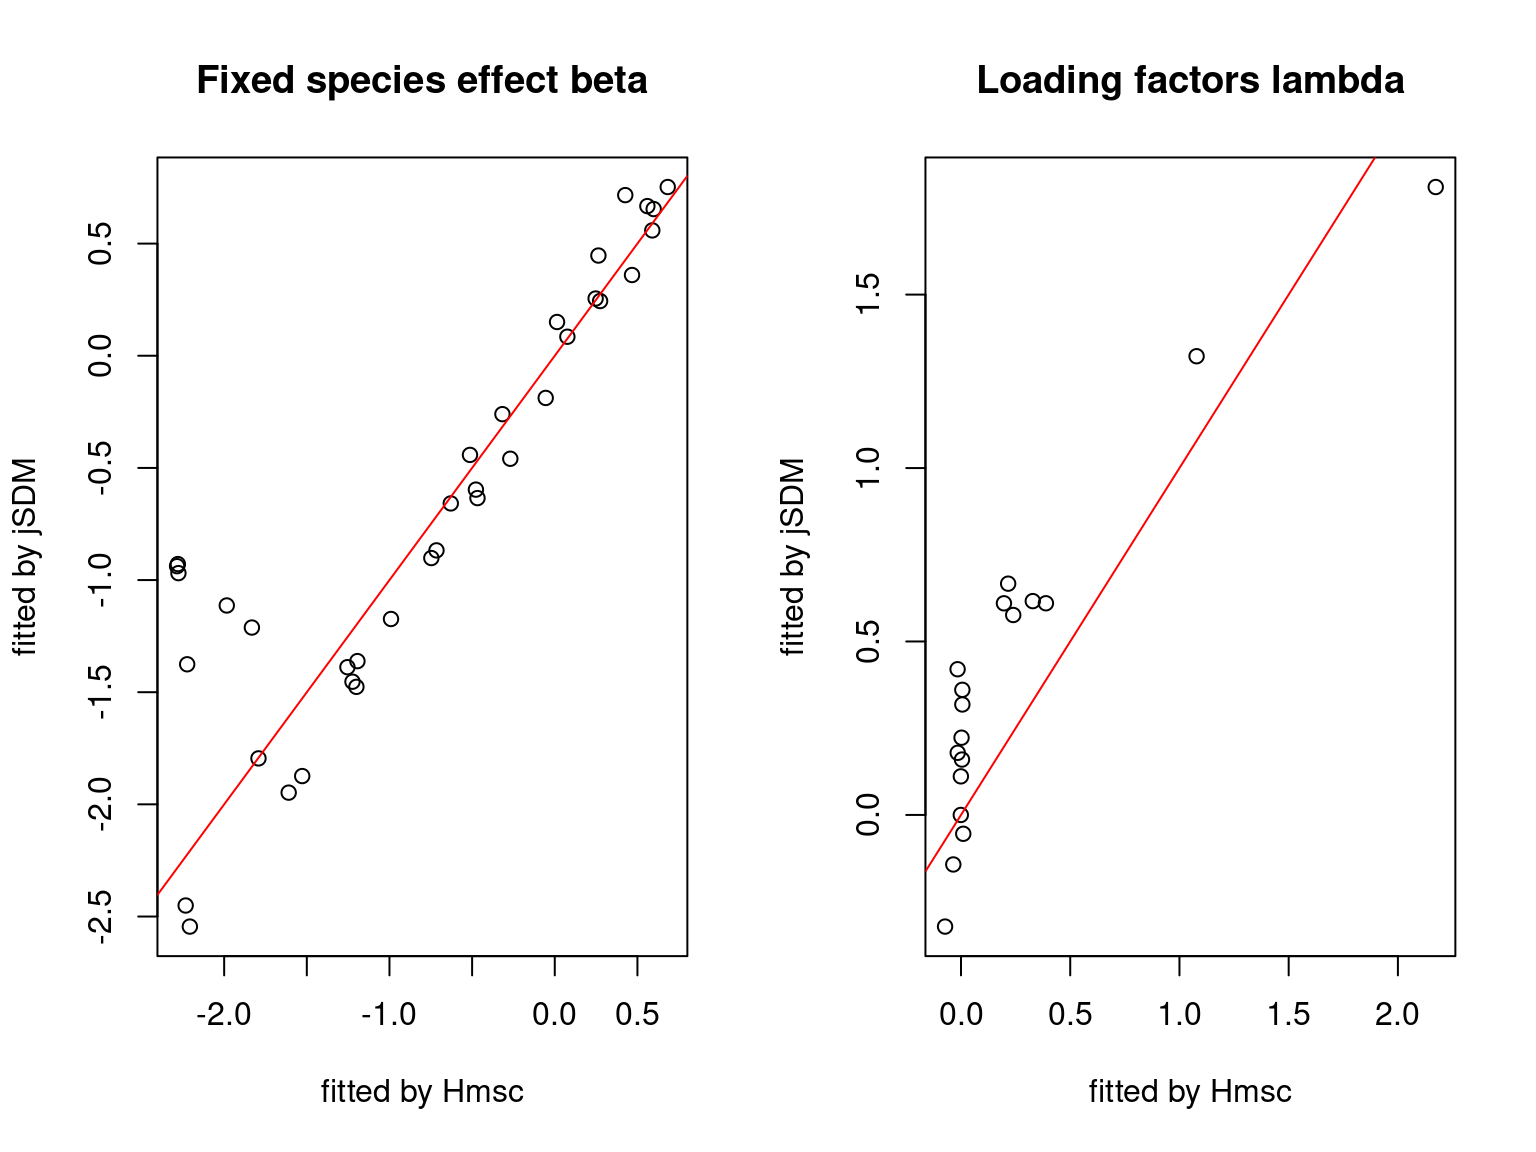 Fixed species effect beta
fitted by jSDM
0.5
0.0
-0.5
-1.0
-1.5
-2.0
-2.5
-2.0 -1.0 0.0 0.5
fitted by Hmsc
Loading factors lambda
fitted by jSDM
1.5
1.0
0.5
0.0
0.0 0.5 1.0 1.5 2.0
fitted by Hmsc